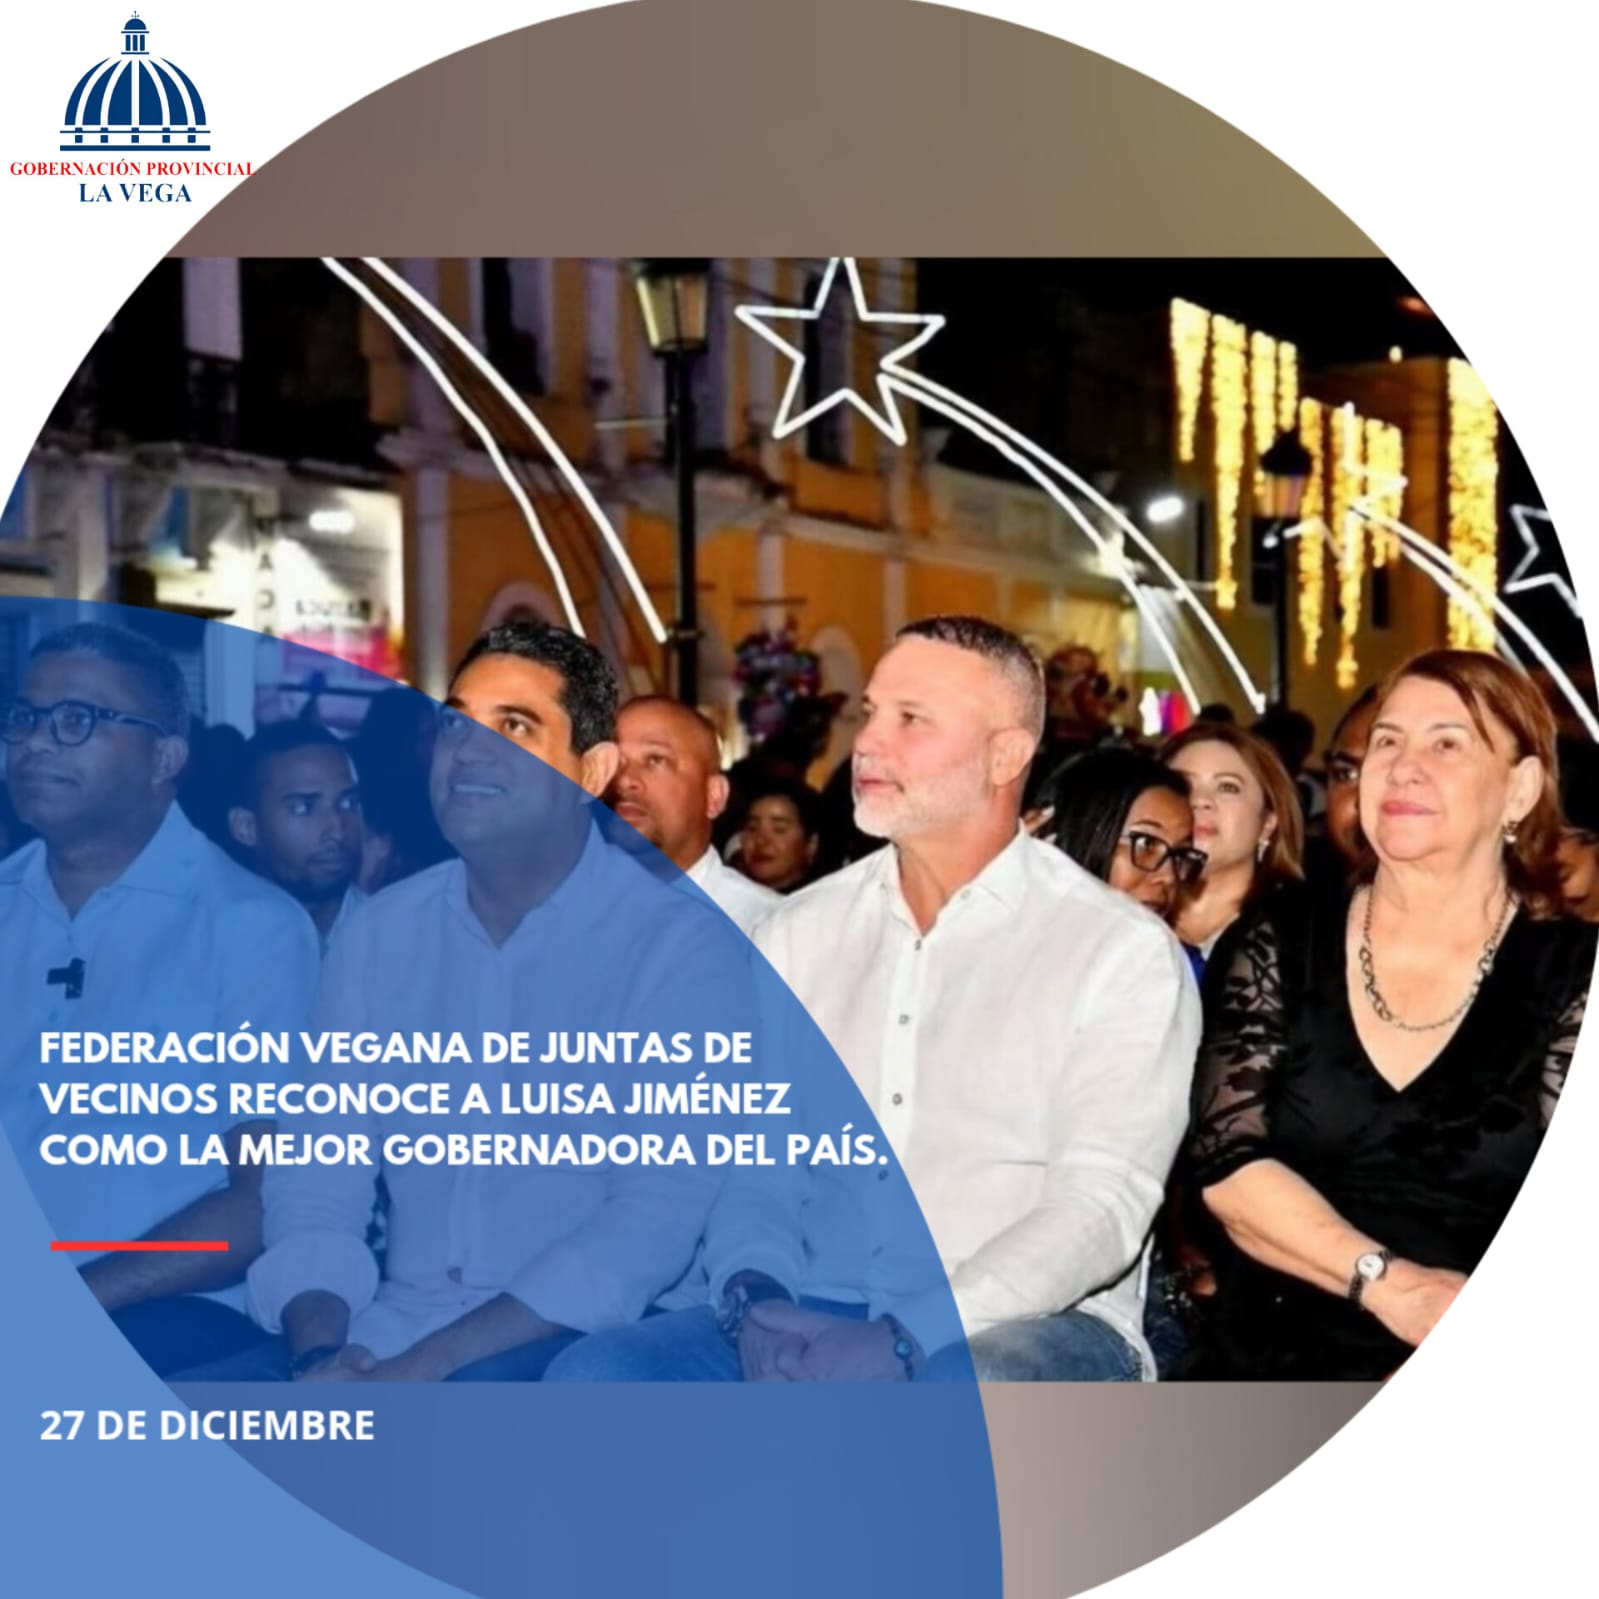 GOBERNACIÓN PROVINCIAL
LA VEGA
FEDERACIÓN VEGANA DE JUNTAS DE
VECINOS RECONOCE A LUISA JIMÉNEZ
COMO LA MEJOR GOBERNADORA DEL PAÍS.
27 DE DICIEMBRE